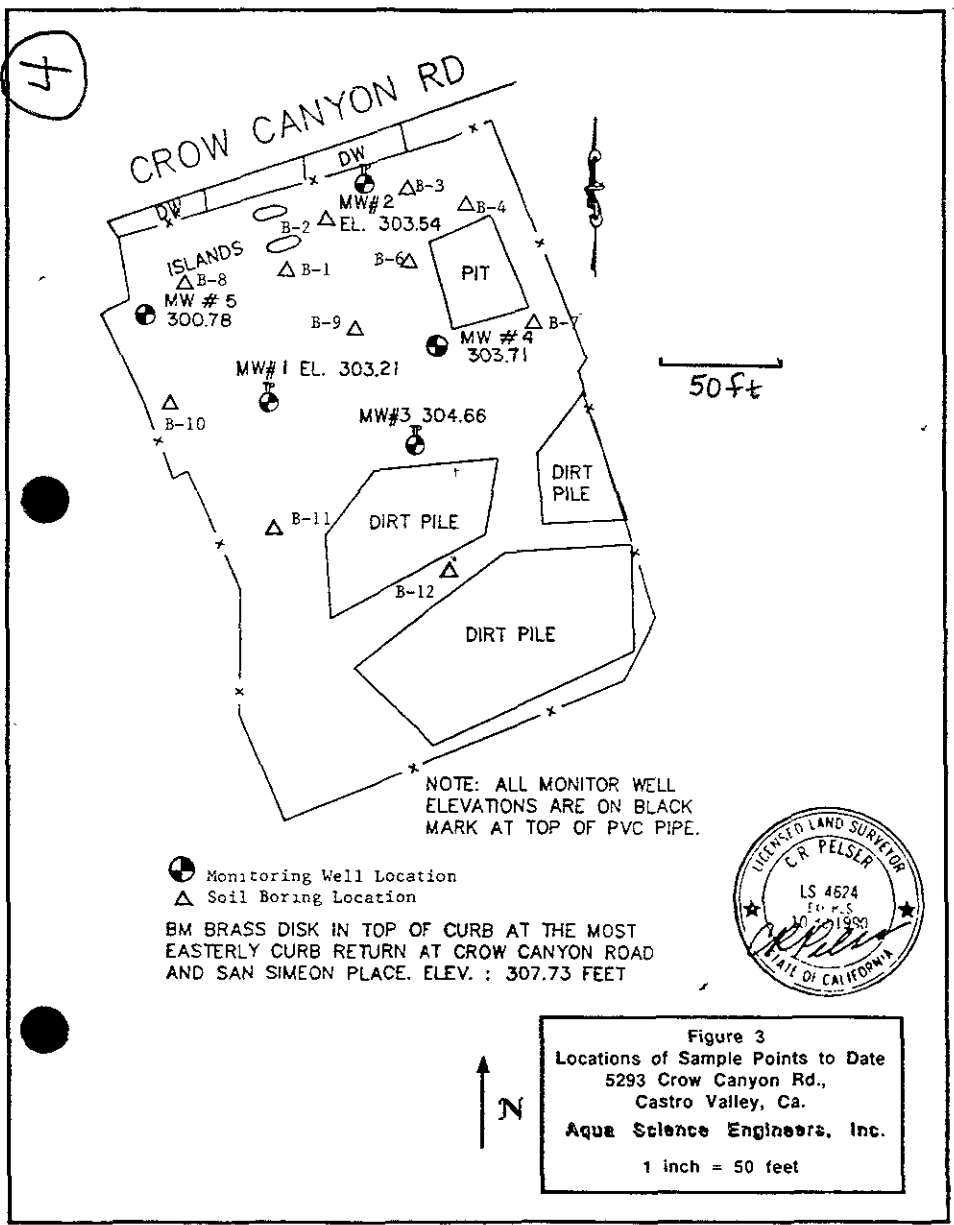 4
CROW CANYON RD
DW
DW
MW#2
EL. 303.54
B-3
B-4
B-2
ISLANDS
B-1
B-6
PIT
B-8
MW # 5
300.78
B-9
B-7
MW # 4
303.71
50ft
MW#1 EL. 303.21
B-10
MW#3 304.66
DIRT
PILE
B-11
DIRT PILE
B-12
DIRT PILE
NOTE: ALL MONITOR WELL
ELEVATIONS ARE ON BLACK
MARK AT TOP OF PVC PIPE.
Monitoring Well Location
Soil Boring Location
BM BRASS DISK IN TOP OF CURB AT THE MOST
EASTERLY CURB RETURN AT CROW CANYON ROAD
AND SAN SIMEON PLACE. ELEV. : 307.73 FEET
LICENSED LAND SURVEYOR
C R PELSER
LS 4624
STATE OF CALIFORNIA
N
Figure 3
Locations of Sample Points to Date
5293 Crow Canyon Rd.,
Castro Valley, Ca.
Aqua Science Engineers, Inc.
1 inch = 50 feet